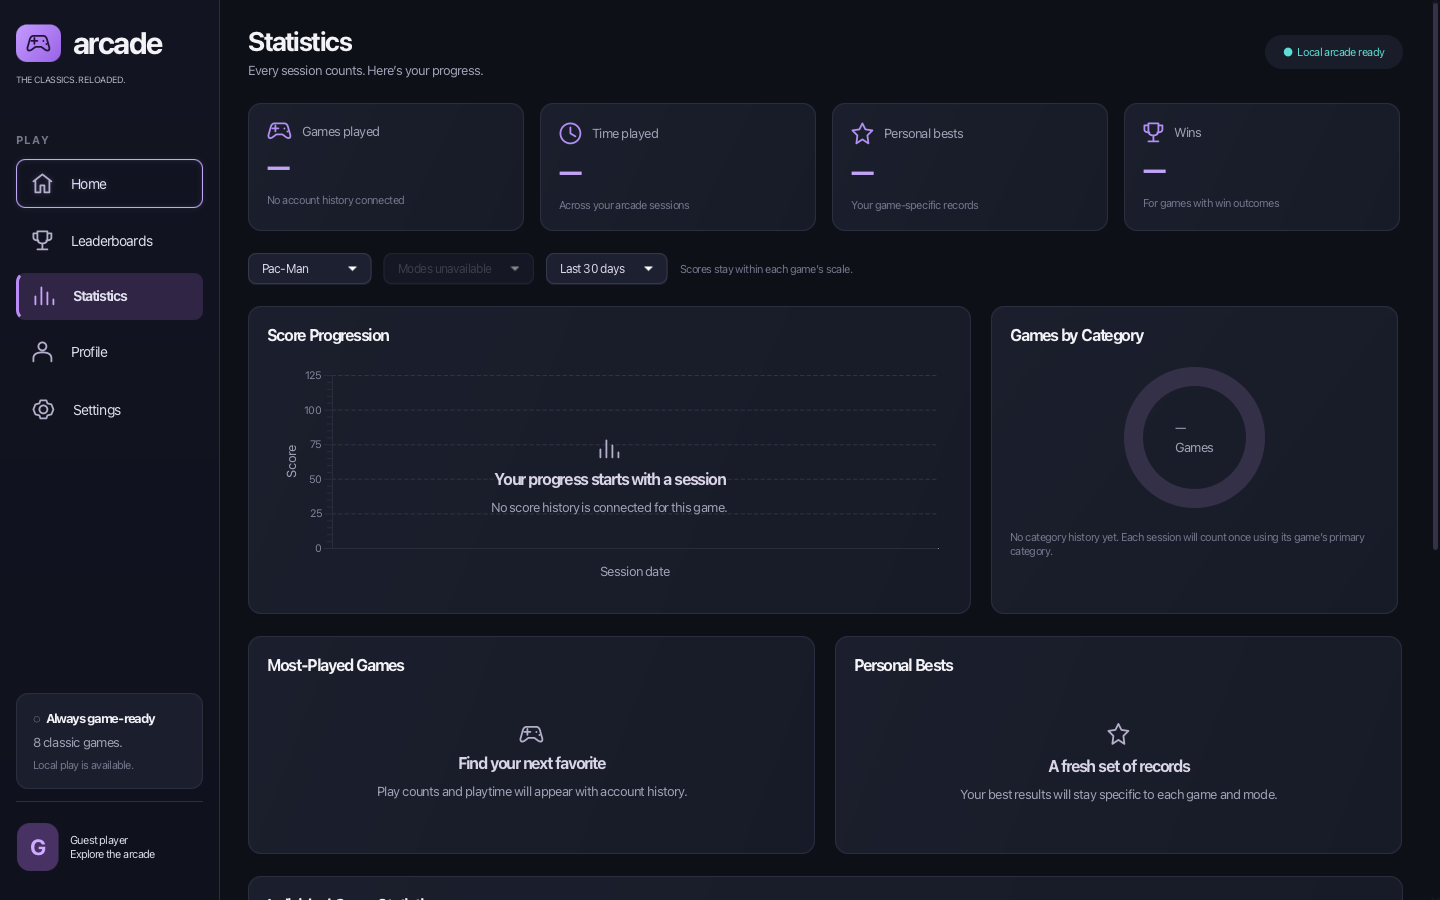 arcade
THE CLASSICS. RELOADED.
PLAY
Home
Leaderboards
Statistics
Profile
Settings
Always game-ready
8 classic games.
Local play is available.
G
Guest player
Explore the arcade
Statistics
Every session counts. Here's your progress.
Local arcade ready
Games played
—
No account history connected
Time played
—
Across your arcade sessions
Personal bests
—
Your game-specific records
Wins
—
For games with win outcomes
Pac-Man
Modes unavailable
Last 30 days
Scores stay within each game's scale.
Score Progression
125
100
75
50
25
0
Score
Your progress starts with a session
No score history is connected for this game.
Session date
Games by Category
—
Games
No category history yet. Each session will count once using its game's primary
category.
Most-Played Games
Find your next favorite
Play counts and playtime will appear with account history.
Personal Bests
A fresh set of records
Your best results will stay specific to each game and mode.